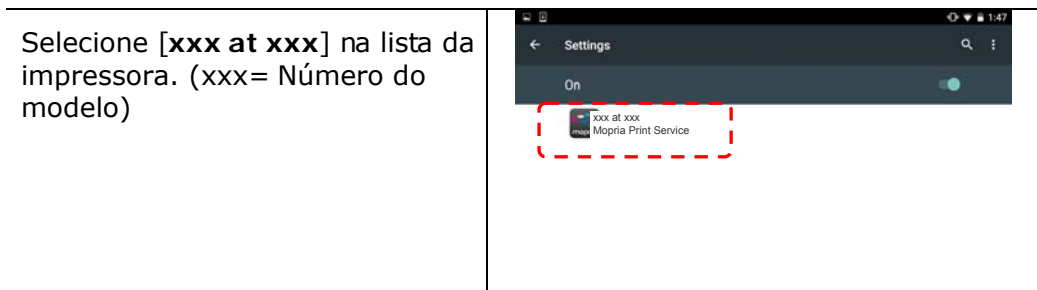 Selecione [xxx at xxx] na lista da
impressora. (xxx= Número do
modelo)
1:47
Settings
On
xxx at xxx
Mopria Print Service